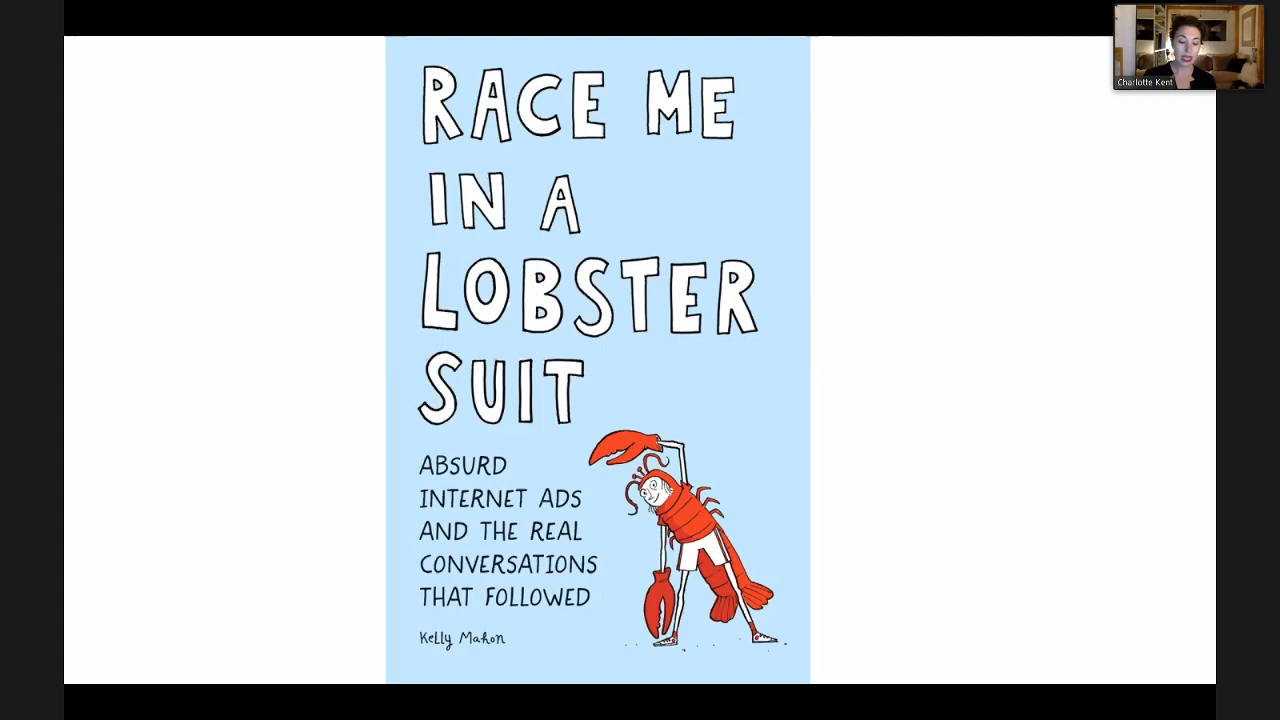 RACE ME
IN A
LOBSTER
SUIT
ABSURD
INTERNET ADS
AND THE REAL
CONVERSATIONS
THAT FOLLOWED
Kelly Mahon
Charlotte Kent